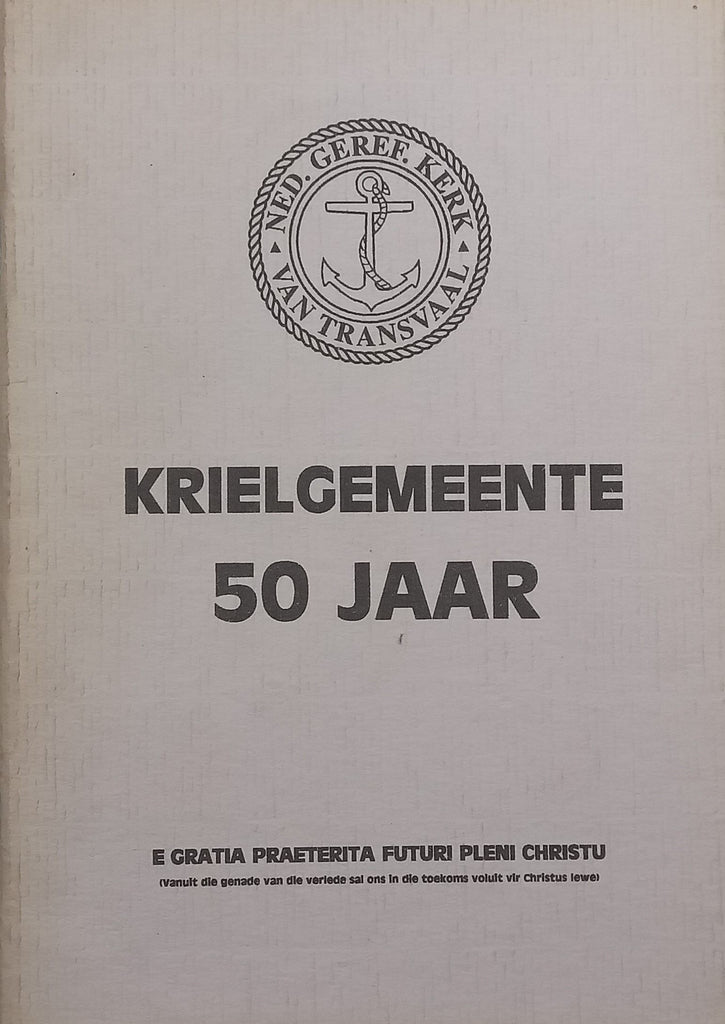 NED. GEREF. KERK
VAN TRANSVAAL
KRIELGEMEENTE
50 JAAR
E GRATIA PRAETERITA FUTURI PLENI CHRISTU
(Vanuit die genade van die verlede sal ons in die toekoms voluit vir Christus lewe)